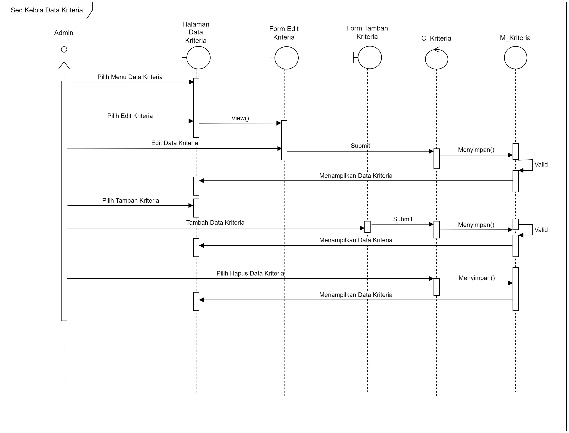 Seq Kelola Data Kriteria
Admin
Halaman
Data
Kriteria
Form Edit
Kriteria
Form Tambah
Kriteria
C. Kriteria
M. Kriteria
Pilih Menu Data Kriteria
Pilih Edit Kriteria
View()
Edit Data Kriteria
Submit
Menyimpan()
Valid
Menampilkan Data Kriteria
Pilih Tambah Kriteria
Tambah Data Kriteria
Submit
Menyimpan()
Valid
Menampilkan Data Kriteria
Pilih Hapus Data Kriteria
Menyimpan()
Menampilkan Data Kriteria